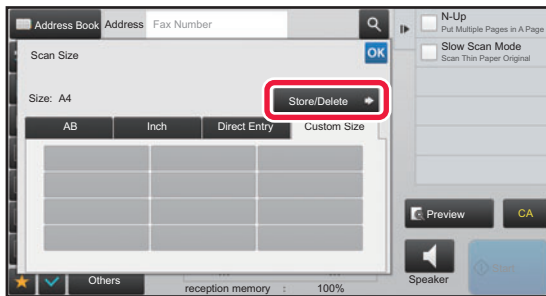 Address Book Address Fax Number
N-Up
Put Multiple Pages in A Page
Slow Scan Mode
Scan Thin Paper Original
Scan Size
OK
Size: A4
Store/Delete
AB Inch Direct Entry Custom Size
Preview CA
Start
Speaker
Others
reception memory : 100%